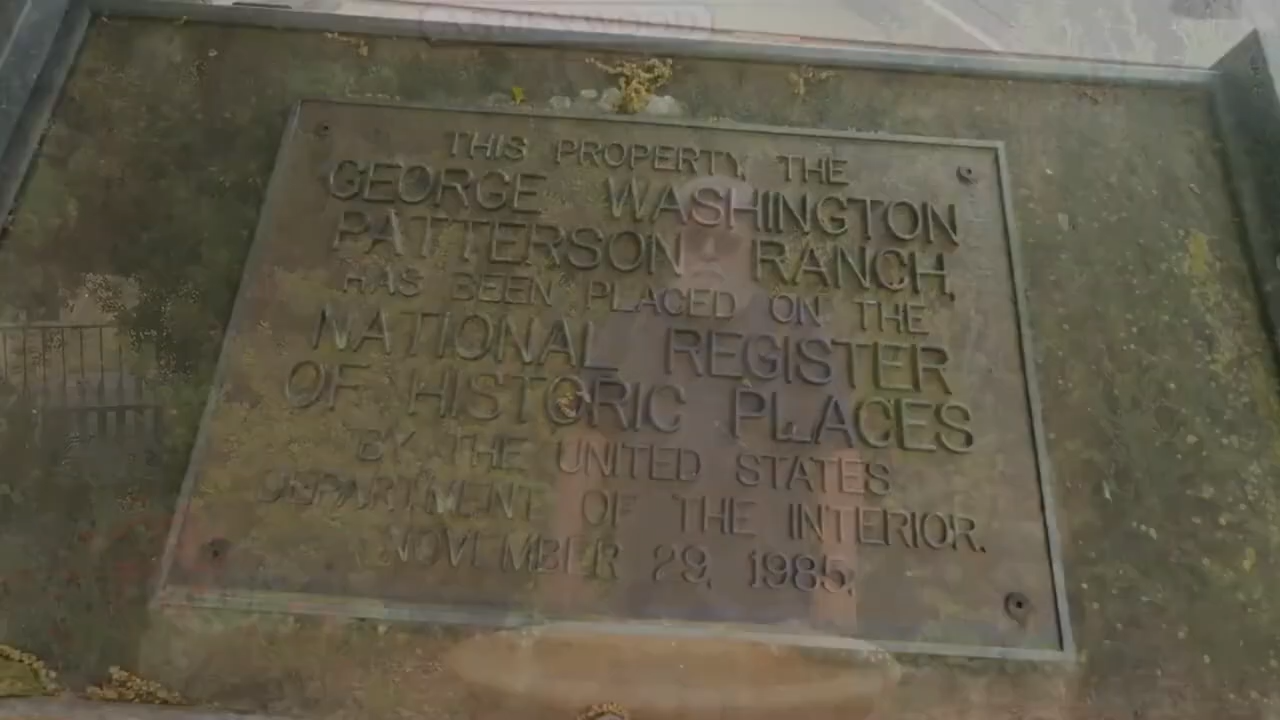 THIS PROPERTY, THE
GEORGE WASHINGTON
PATTERSON RANCH,
HAS BEEN PLACED ON THE
NATIONAL REGISTER
OF HISTORIC PLACES
BY THE UNITED STATES
DEPARTMENT OF THE INTERIOR.
NOVEMBER 29, 1985.